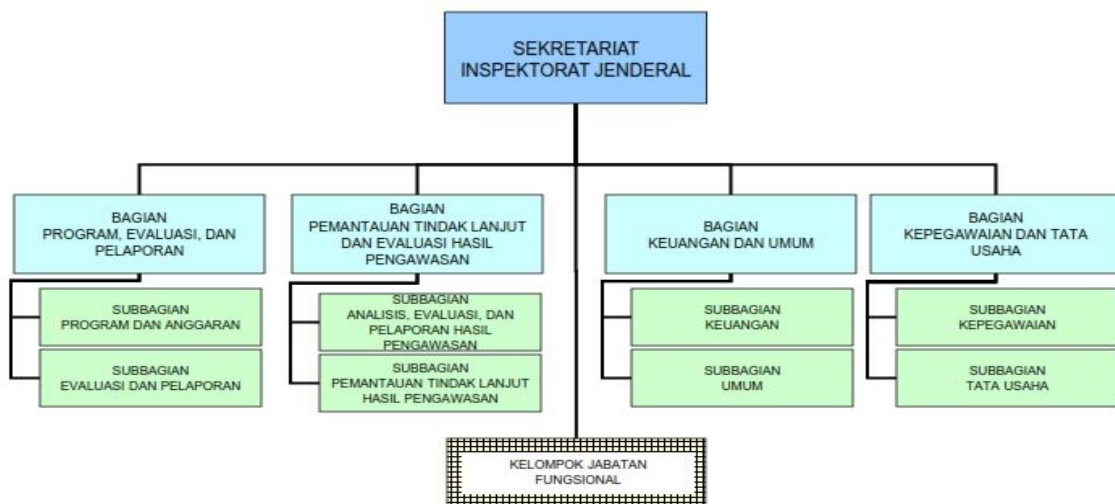 SEKRETARIAT
INSPEKTORAT JENDERAL
BAGIAN
PROGRAM, EVALUASI, DAN
PELAPORAN
BAGIAN
PEMANTAUAN TINDAK LANJUT
DAN EVALUASI HASIL
PENGAWASAN
BAGIAN
KEUANGAN DAN UMUM
BAGIAN
KEPEGAWAIAN DAN TATA
USAHA
SUBBAGIAN
PROGRAM DAN ANGGARAN
SUBBAGIAN
ANALISIS, EVALUASI, DAN
PELAPORAN HASIL
PENGAWASAN
SUBBAGIAN
KEUANGAN
SUBBAGIAN
KEPEGAWAIAN
SUBBAGIAN
EVALUASI DAN PELAPORAN
SUBBAGIAN
PEMANTAUAN TINDAK LANJUT
HASIL PENGAWASAN
SUBBAGIAN
UMUM
SUBBAGIAN
TATA USAHA
KELOMPOK JABATAN
FUNGSIONAL